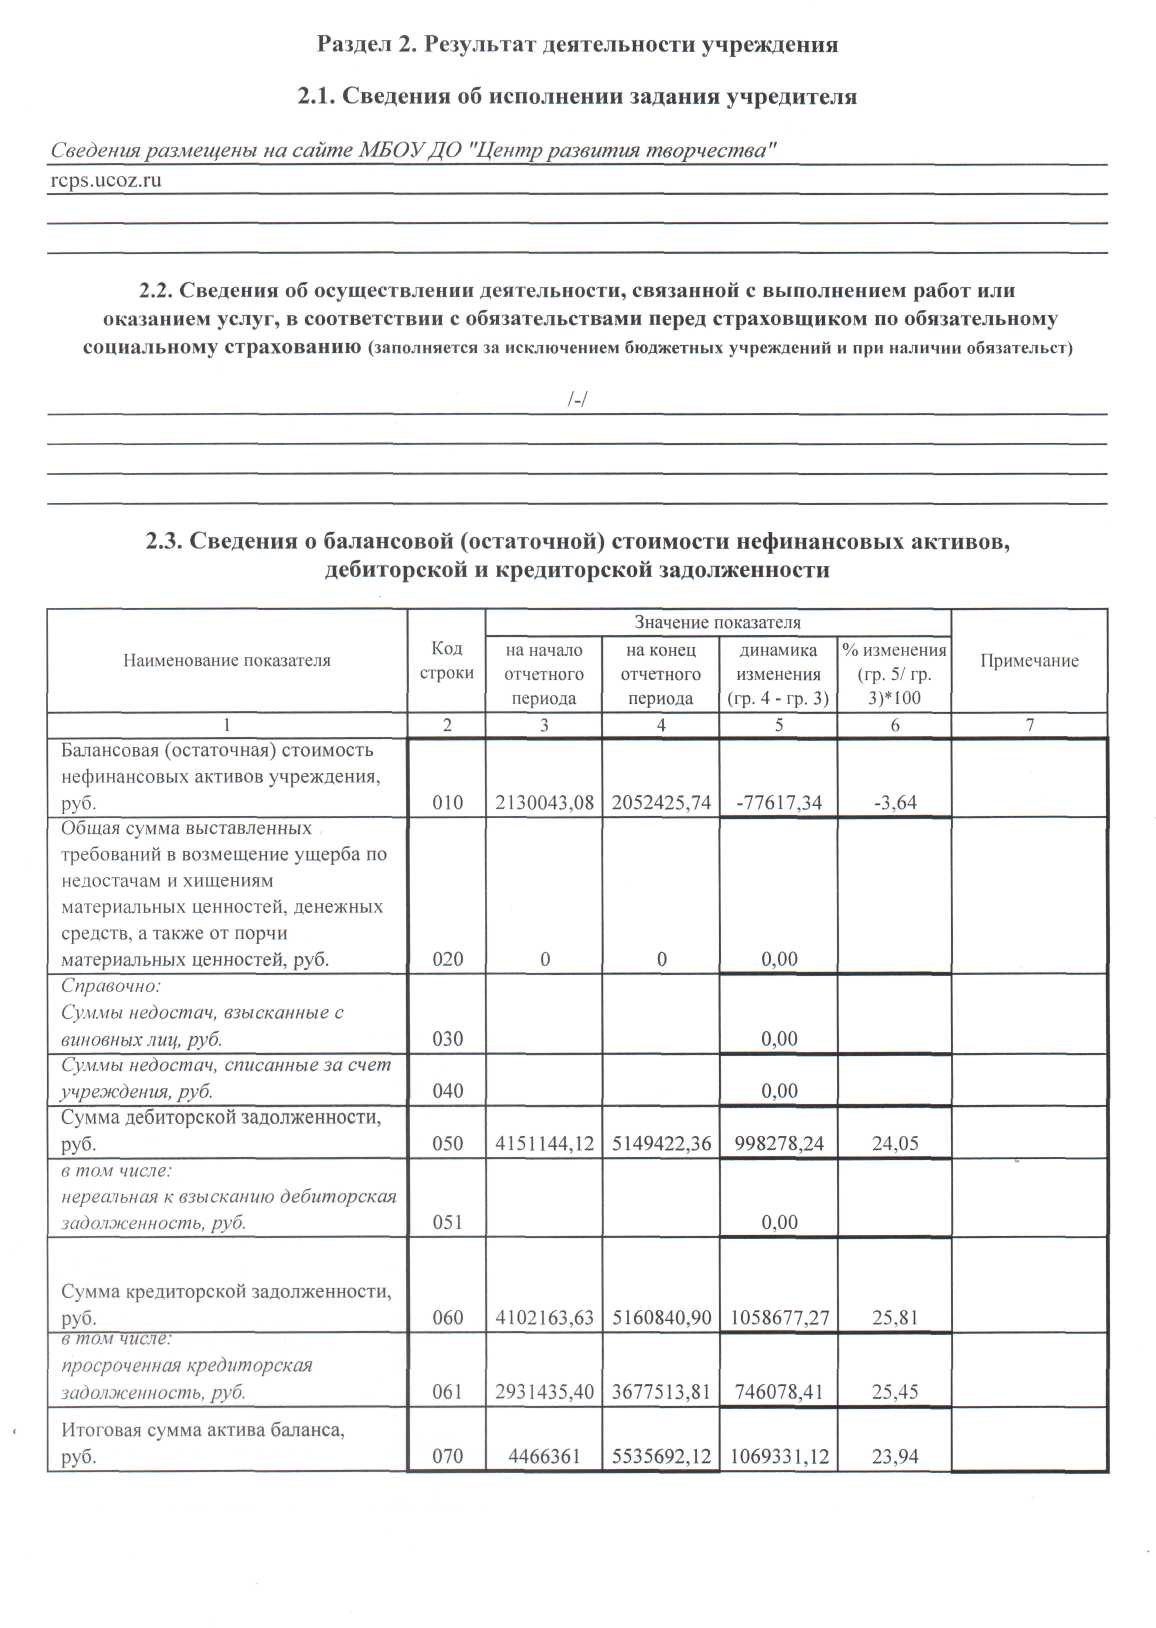 Раздел 2. Результат деятельности учреждения
2.1. Сведения об исполнении задания учредителя
Сведения размещены на сайте МБОУ ДО "Центр развития творчества"
rcps.ucoz.ru
2.2. Сведения об осуществлении деятельности, связанной с выполнением работ или
оказанием услуг, в соответствии с обязательствами перед страховщиком по обязательному
социальному страхованию (заполняется за исключением бюджетных учреждений и при наличии обязательст)
/-/
2.3. Сведения о балансовой (остаточной) стоимости нефинансовых активов,
дебиторской и кредиторской задолженности
Наименование показателя
Код
строки
Значение показателя
на начало
отчетного
периода
на конец
отчетного
периода
динамика
изменения
(гр. 4 - гр. 3)
% изменения
(гр. 5/ гр.
3)*100
Примечание
1 2 3 4 5 6 7
Балансовая (остаточная) стоимость
нефинансовых активов учреждения,
руб. 010 2130043,08 2052425,74 -77617,34 -3,64
Общая сумма выставленных
требований в возмещение ущерба по
недостачам и хищениям
материальных ценностей, денежных
средств, а также от порчи
материальных ценностей, руб. 020 0 0 0,00
Справочно:
Суммы недостач, взысканные с
виновных лиц, руб. 030 0,00
Суммы недостач, списанные за счет
учреждения, руб. 040 0,00
Сумма дебиторской задолженности,
руб. 050 4151144,12 5149422,36 998278,24 24,05
в том числе:
нереальная к взысканию дебиторская
задолженность, руб. 051 0,00
Сумма кредиторской задолженности,
руб. 060 4102163,63 5160840,90 1058677,27 25,81
в том числе:
просроченная кредиторская
задолженность, руб. 061 2931435,40 3677513,81 746078,41 25,45
Итоговая сумма актива баланса,
руб. 070 4466361 5535692,12 1069331,12 23,94